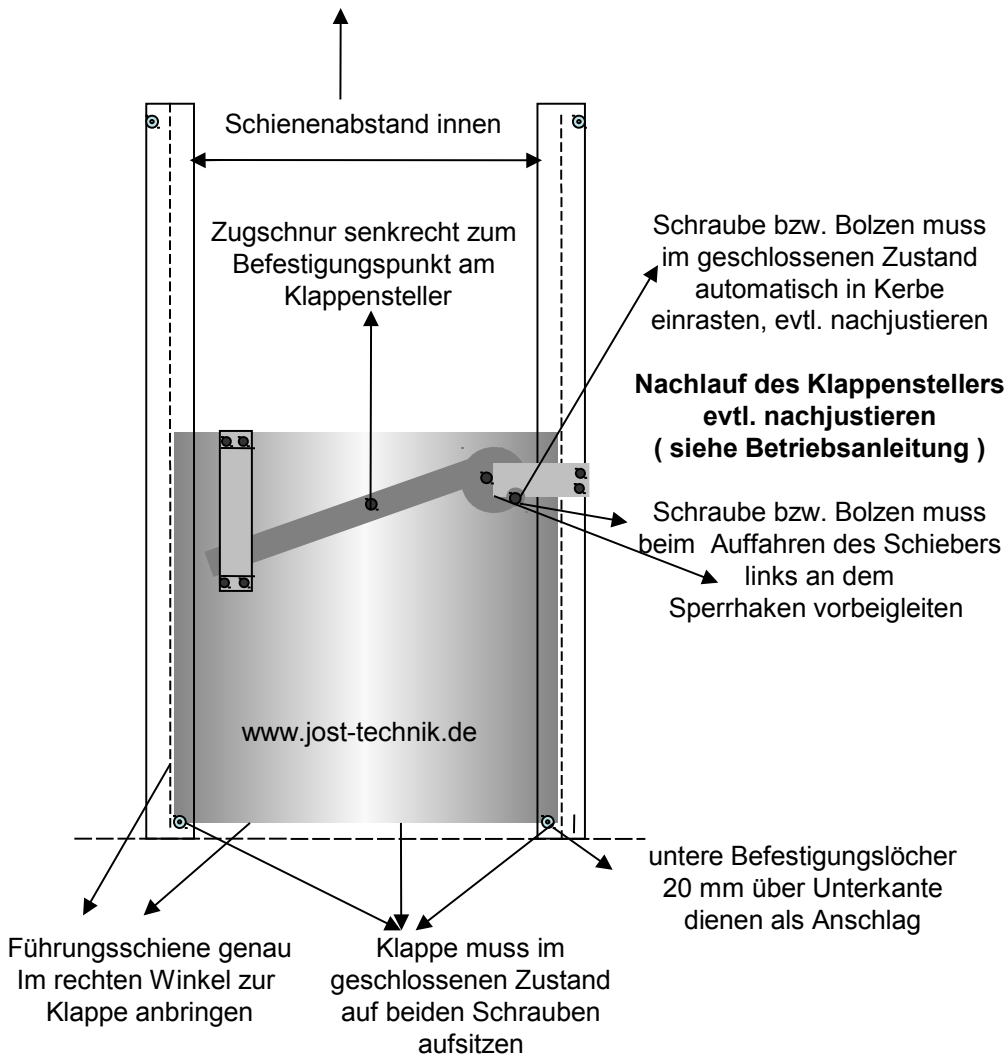 Schienenabstand innen
Zugschnur senkrecht zum
Befestigungspunkt am
Klappensteller
Schraube bzw. Bolzen muss
im geschlossenen Zustand
automatisch in Kerbe
einrasten, evtl. nachjustieren
Nachlauf des Klappenstellers
evtl. nachjustieren
( siehe Betriebsanleitung )
Schraube bzw. Bolzen muss
beim Auffahren des Schiebers
links an dem
Sperrhaken vorbeigleiten
www.jost-technik.de
untere Befestigungslöcher
20 mm über Unterkante
dienen als Anschlag
Führungsschiene genau
Im rechten Winkel zur
Klappe anbringen
Klappe muss im
geschlossenen Zustand
auf beiden Schrauben
aufsitzen